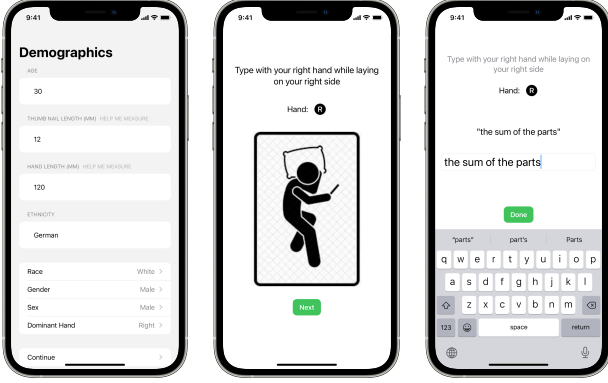 9:41
Demographics
AGE
30
THUMB NAIL LENGTH (MM) HELP ME MEASURE
12
HAND LENGTH (MM) HELP ME MEASURE
120
ETHNICITY
German
Race White
Gender Male
Sex Male
Dominant Hand Right
Continue
9:41
Type with your right hand while laying
on your right side
Hand: R
Next
9:41
Type with your right hand while laying on
your right side
Hand: R
"the sum of the parts"
the sum of the parts
Done
"parts" part's Parts
q w e r t y u i o p
a s d f g h j k l
z x c v b n m
123 space return